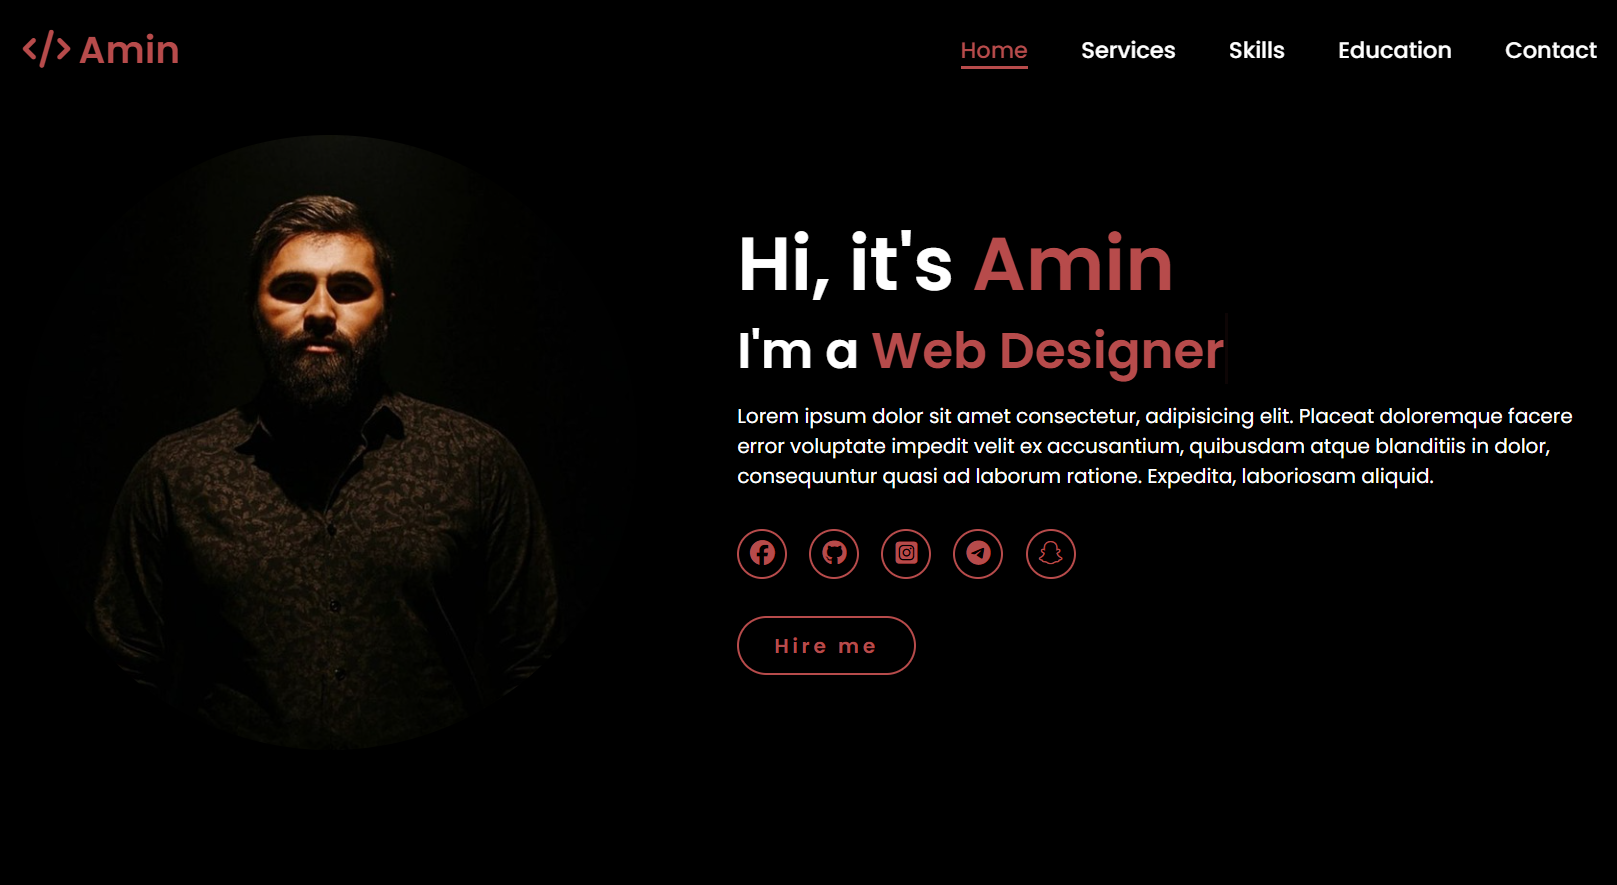 </> Amin
Home Services Skills Education Contact
Hi, it's Amin
I'm a Web Designer
Lorem ipsum dolor sit amet consectetur, adipisicing elit. Placeat doloremque facere
error voluptate impedit velit ex accusantium, quibusdam atque blanditiis in dolor,
consequuntur quasi ad laborum ratione. Expedita, laboriosam aliquid.
Hire me